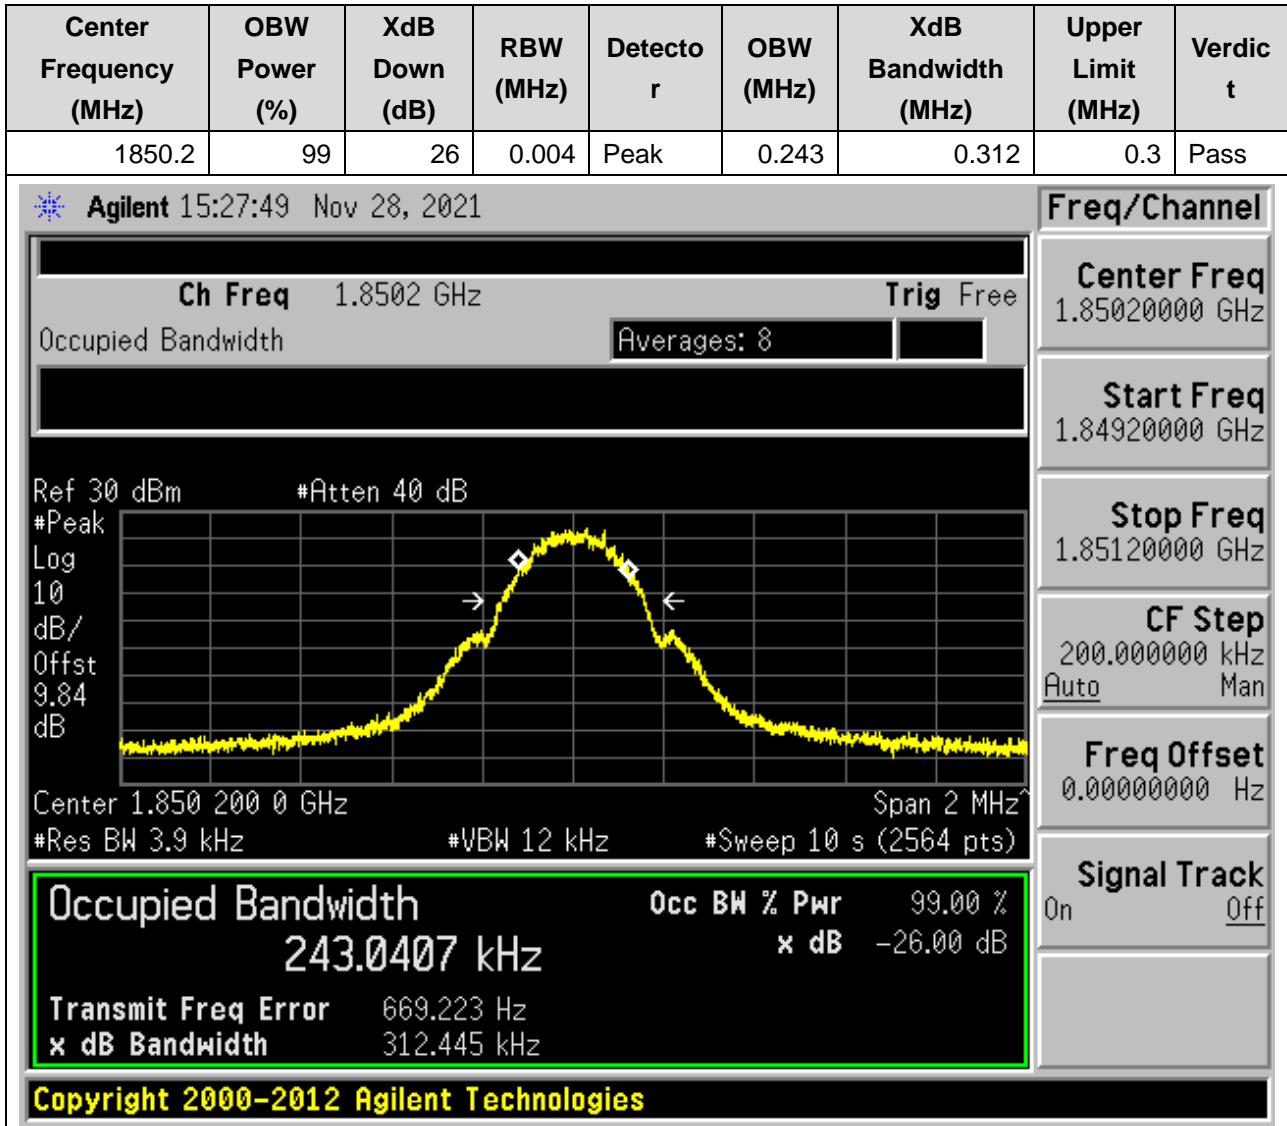 Center Frequency (MHz) OBW Power (%) XdB Down (dB) RBW (MHz) Detecto r OBW (MHz) XdB Bandwidth (MHz) Upper Limit (MHz) Verdic t
1850.2 99 26 0.004 Peak 0.243 0.312 0.3 Pass
Agilent 15:27:49 Nov 28, 2021
Freq/Channel
Ch Freq 1.8502 GHz Trig Free
Occupied Bandwidth Averages: 8
Ref 30 dBm #Atten 40 dB
#Peak
Log
10
dB/
Offst
9.84
dB
Center 1.850 200 0 GHz Span 2 MHz^
#Res BW 3.9 kHz #VBW 12 kHz #Sweep 10 s (2564 pts)
Occupied Bandwidth Occ BW % Pwr 99.00 %
243.0407 kHz x dB -26.00 dB
Transmit Freq Error 669.223 Hz
x dB Bandwidth 312.445 kHz
Center Freq
1.85020000 GHz
Start Freq
1.84920000 GHz
Stop Freq
1.85120000 GHz
CF Step
200.000000 kHz
Auto Man
Freq Offset
0.00000000 Hz
Signal Track
On Off
Copyright 2000-2012 Agilent Technologies